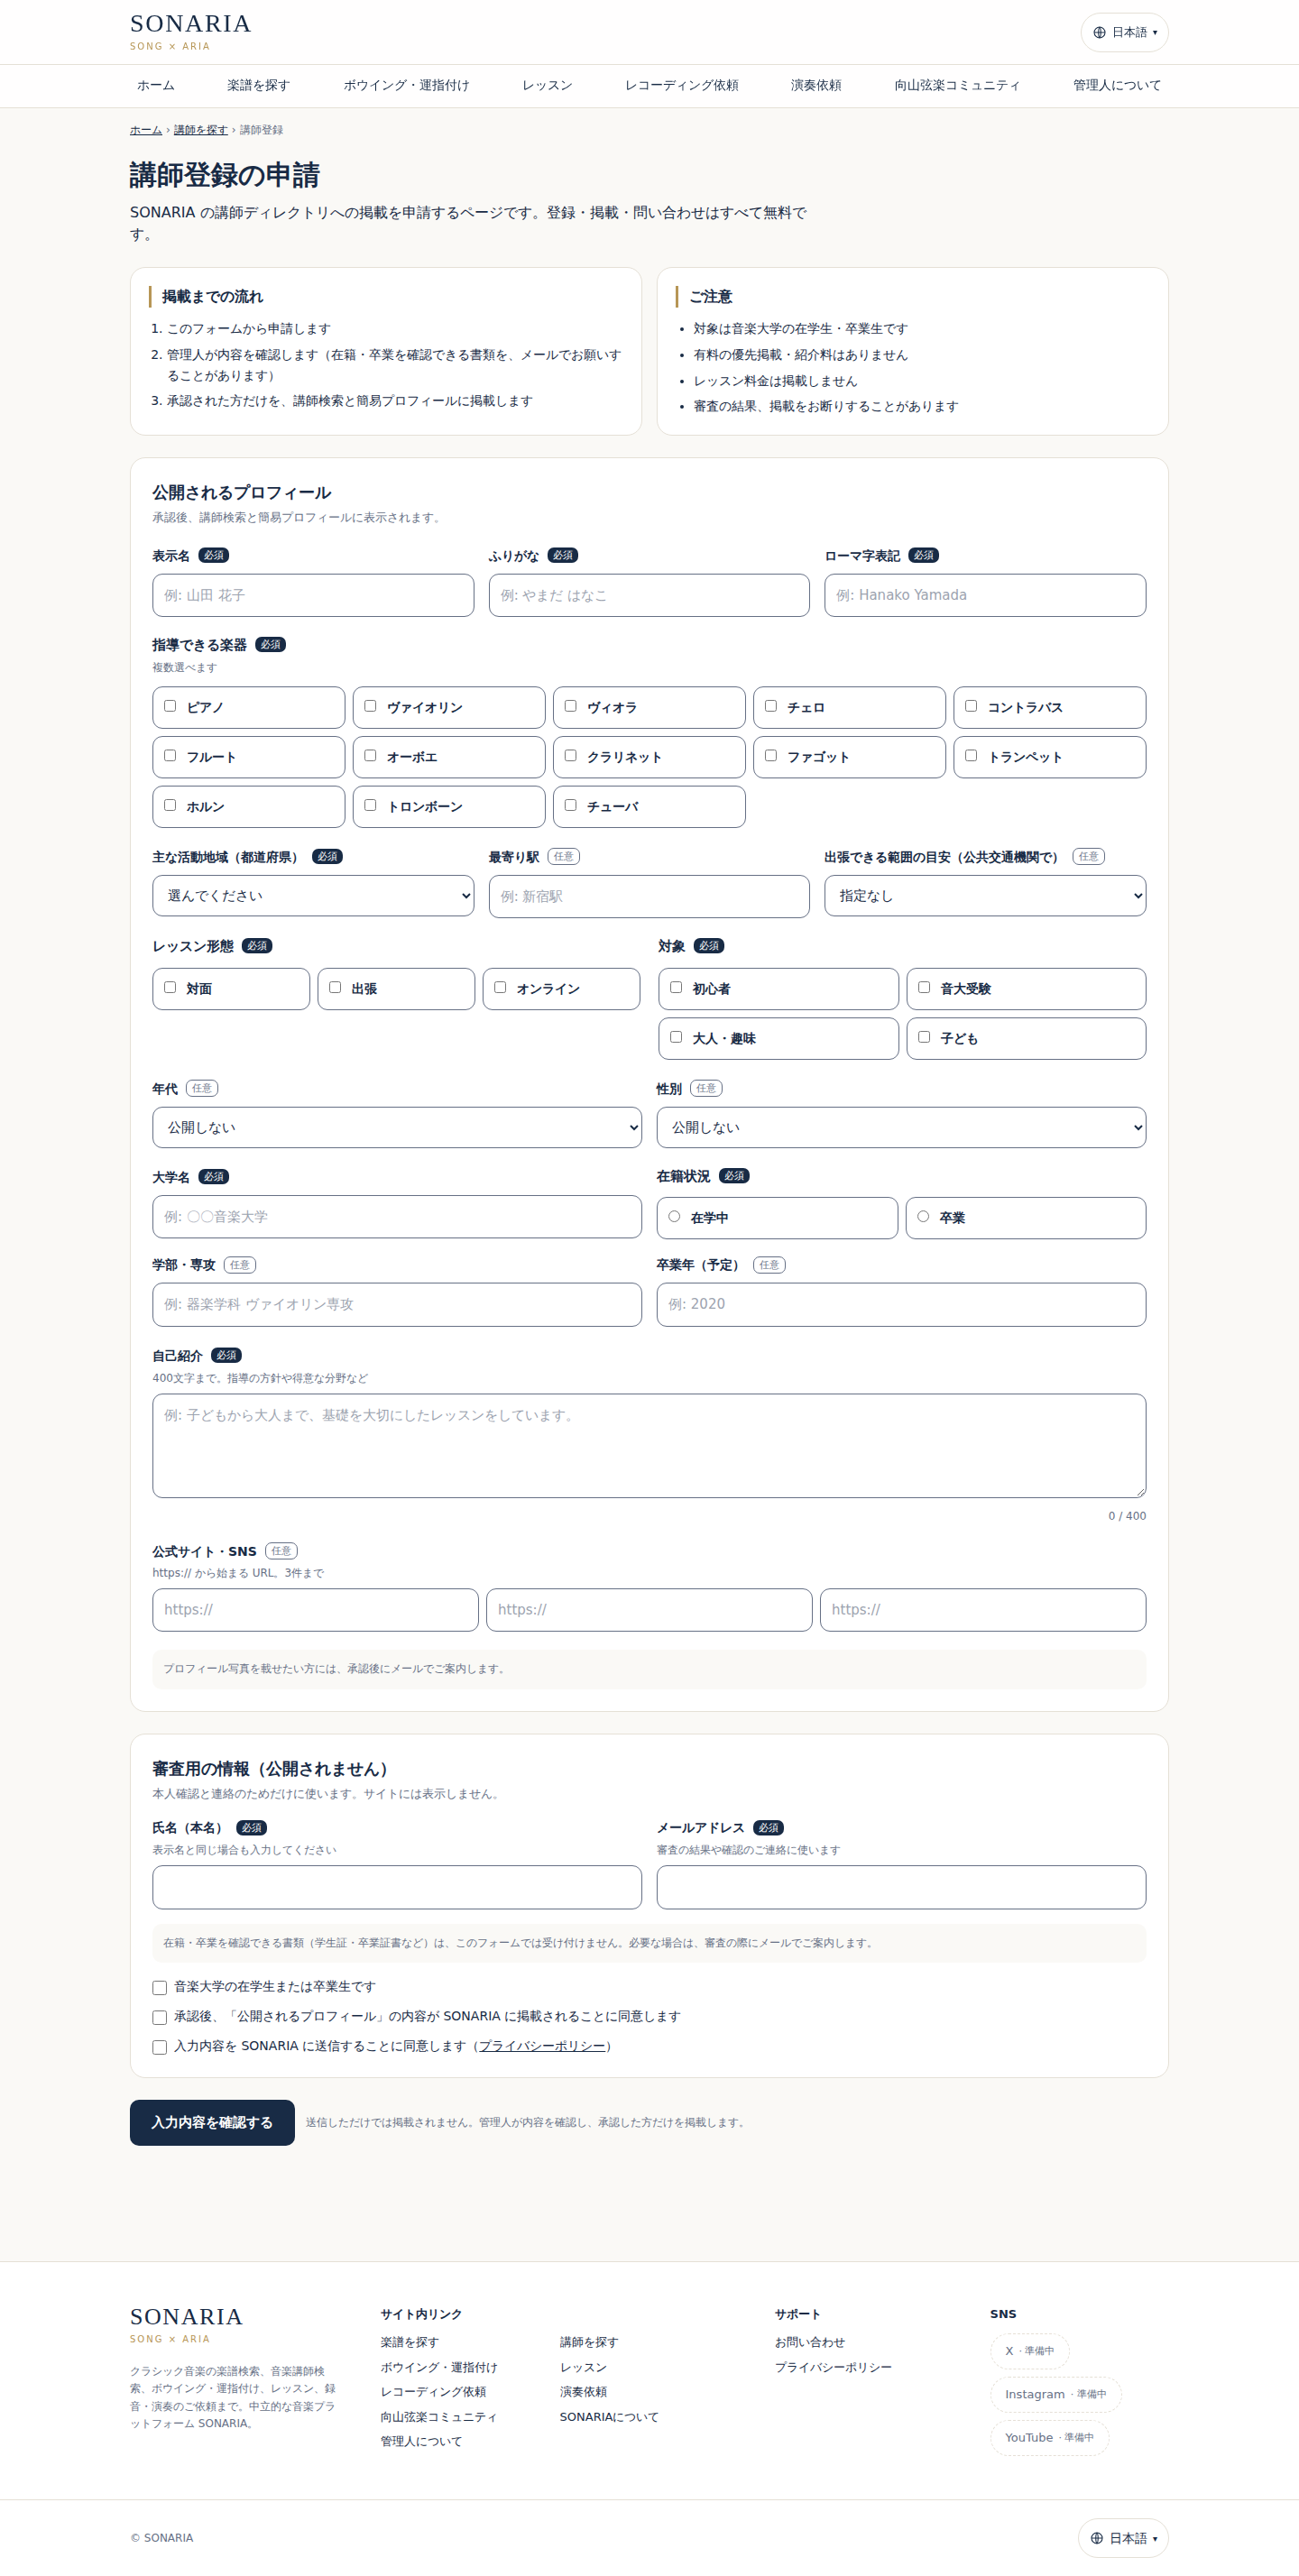 SONARIA
SONG × ARIA
日本語 ▾
ホーム 楽譜を探す ボウイング・運指付け レッスン レコーディング依頼 演奏依頼 向山弦楽コミュニティ 管理人について
ホーム › 講師を探す › 講師登録
講師登録の申請
SONARIA の講師ディレクトリへの掲載を申請するページです。登録・掲載・問い合わせはすべて無料で
す。
掲載までの流れ
1. このフォームから申請します
2. 管理人が内容を確認します（在籍・卒業を確認できる書類を、メールでお願いす
ることがあります）
3. 承認された方だけを、講師検索と簡易プロフィールに掲載します
ご注意
• 対象は音楽大学の在学生・卒業生です
• 有料の優先掲載・紹介料はありません
• レッスン料金は掲載しません
• 審査の結果、掲載をお断りすることがあります
公開されるプロフィール
承認後、講師検索と簡易プロフィールに表示されます。
表示名 必須 ふりがな 必須 ローマ字表記 必須
例: 山田 花子 例: やまだ はなこ 例: Hanako Yamada
指導できる楽器 必須
複数選べます
ピアノ ヴァイオリン ヴィオラ チェロ コントラバス
フルート オーボエ クラリネット ファゴット トランペット
ホルン トロンボーン チューバ
主な活動地域（都道府県） 必須 最寄り駅 任意 出張できる範囲の目安（公共交通機関で） 任意
選んでください 例: 新宿駅 指定なし
レッスン形態 必須 対象 必須
対面 出張 オンライン 初心者 音大受験
大人・趣味 子ども
年代 任意 性別 任意
公開しない 公開しない
大学名 必須 在籍状況 必須
例: 〇〇音楽大学 在学中 卒業
学部・専攻 任意 卒業年（予定） 任意
例: 器楽学科 ヴァイオリン専攻 例: 2020
自己紹介 必須
400文字まで。指導の方針や得意な分野など
例: 子どもから大人まで、基礎を大切にしたレッスンをしています。
0 / 400
公式サイト・SNS 任意
https:// から始まる URL。3件まで
https:// https:// https://
プロフィール写真を載せたい方には、承認後にメールでご案内します。
審査用の情報（公開されません）
本人確認と連絡のためだけに使います。サイトには表示しません。
氏名（本名） 必須 メールアドレス 必須
表示名と同じ場合も入力してください 審査の結果や確認のご連絡に使います
在籍・卒業を確認できる書類（学生証・卒業証書など）は、このフォームでは受け付けません。必要な場合は、審査の際にメールでご案内します。
音楽大学の在学生または卒業生です
承認後、「公開されるプロフィール」の内容が SONARIA に掲載されることに同意します
入力内容を SONARIA に送信することに同意します（プライバシーポリシー）
入力内容を確認する 送信しただけでは掲載されません。管理人が内容を確認し、承認した方だけを掲載します。
SONARIA
SONG × ARIA
クラシック音楽の楽譜検索、音楽講師検
索、ボウイング・運指付け、レッスン、録
音・演奏のご依頼まで。中立的な音楽プラ
ットフォーム SONARIA。
サイト内リンク
楽譜を探す 講師を探す
ボウイング・運指付け レッスン
レコーディング依頼 演奏依頼
向山弦楽コミュニティ SONARIAについて
管理人について
サポート
お問い合わせ
プライバシーポリシー
SNS
X · 準備中
Instagram · 準備中
YouTube · 準備中
© SONARIA
日本語 ▾